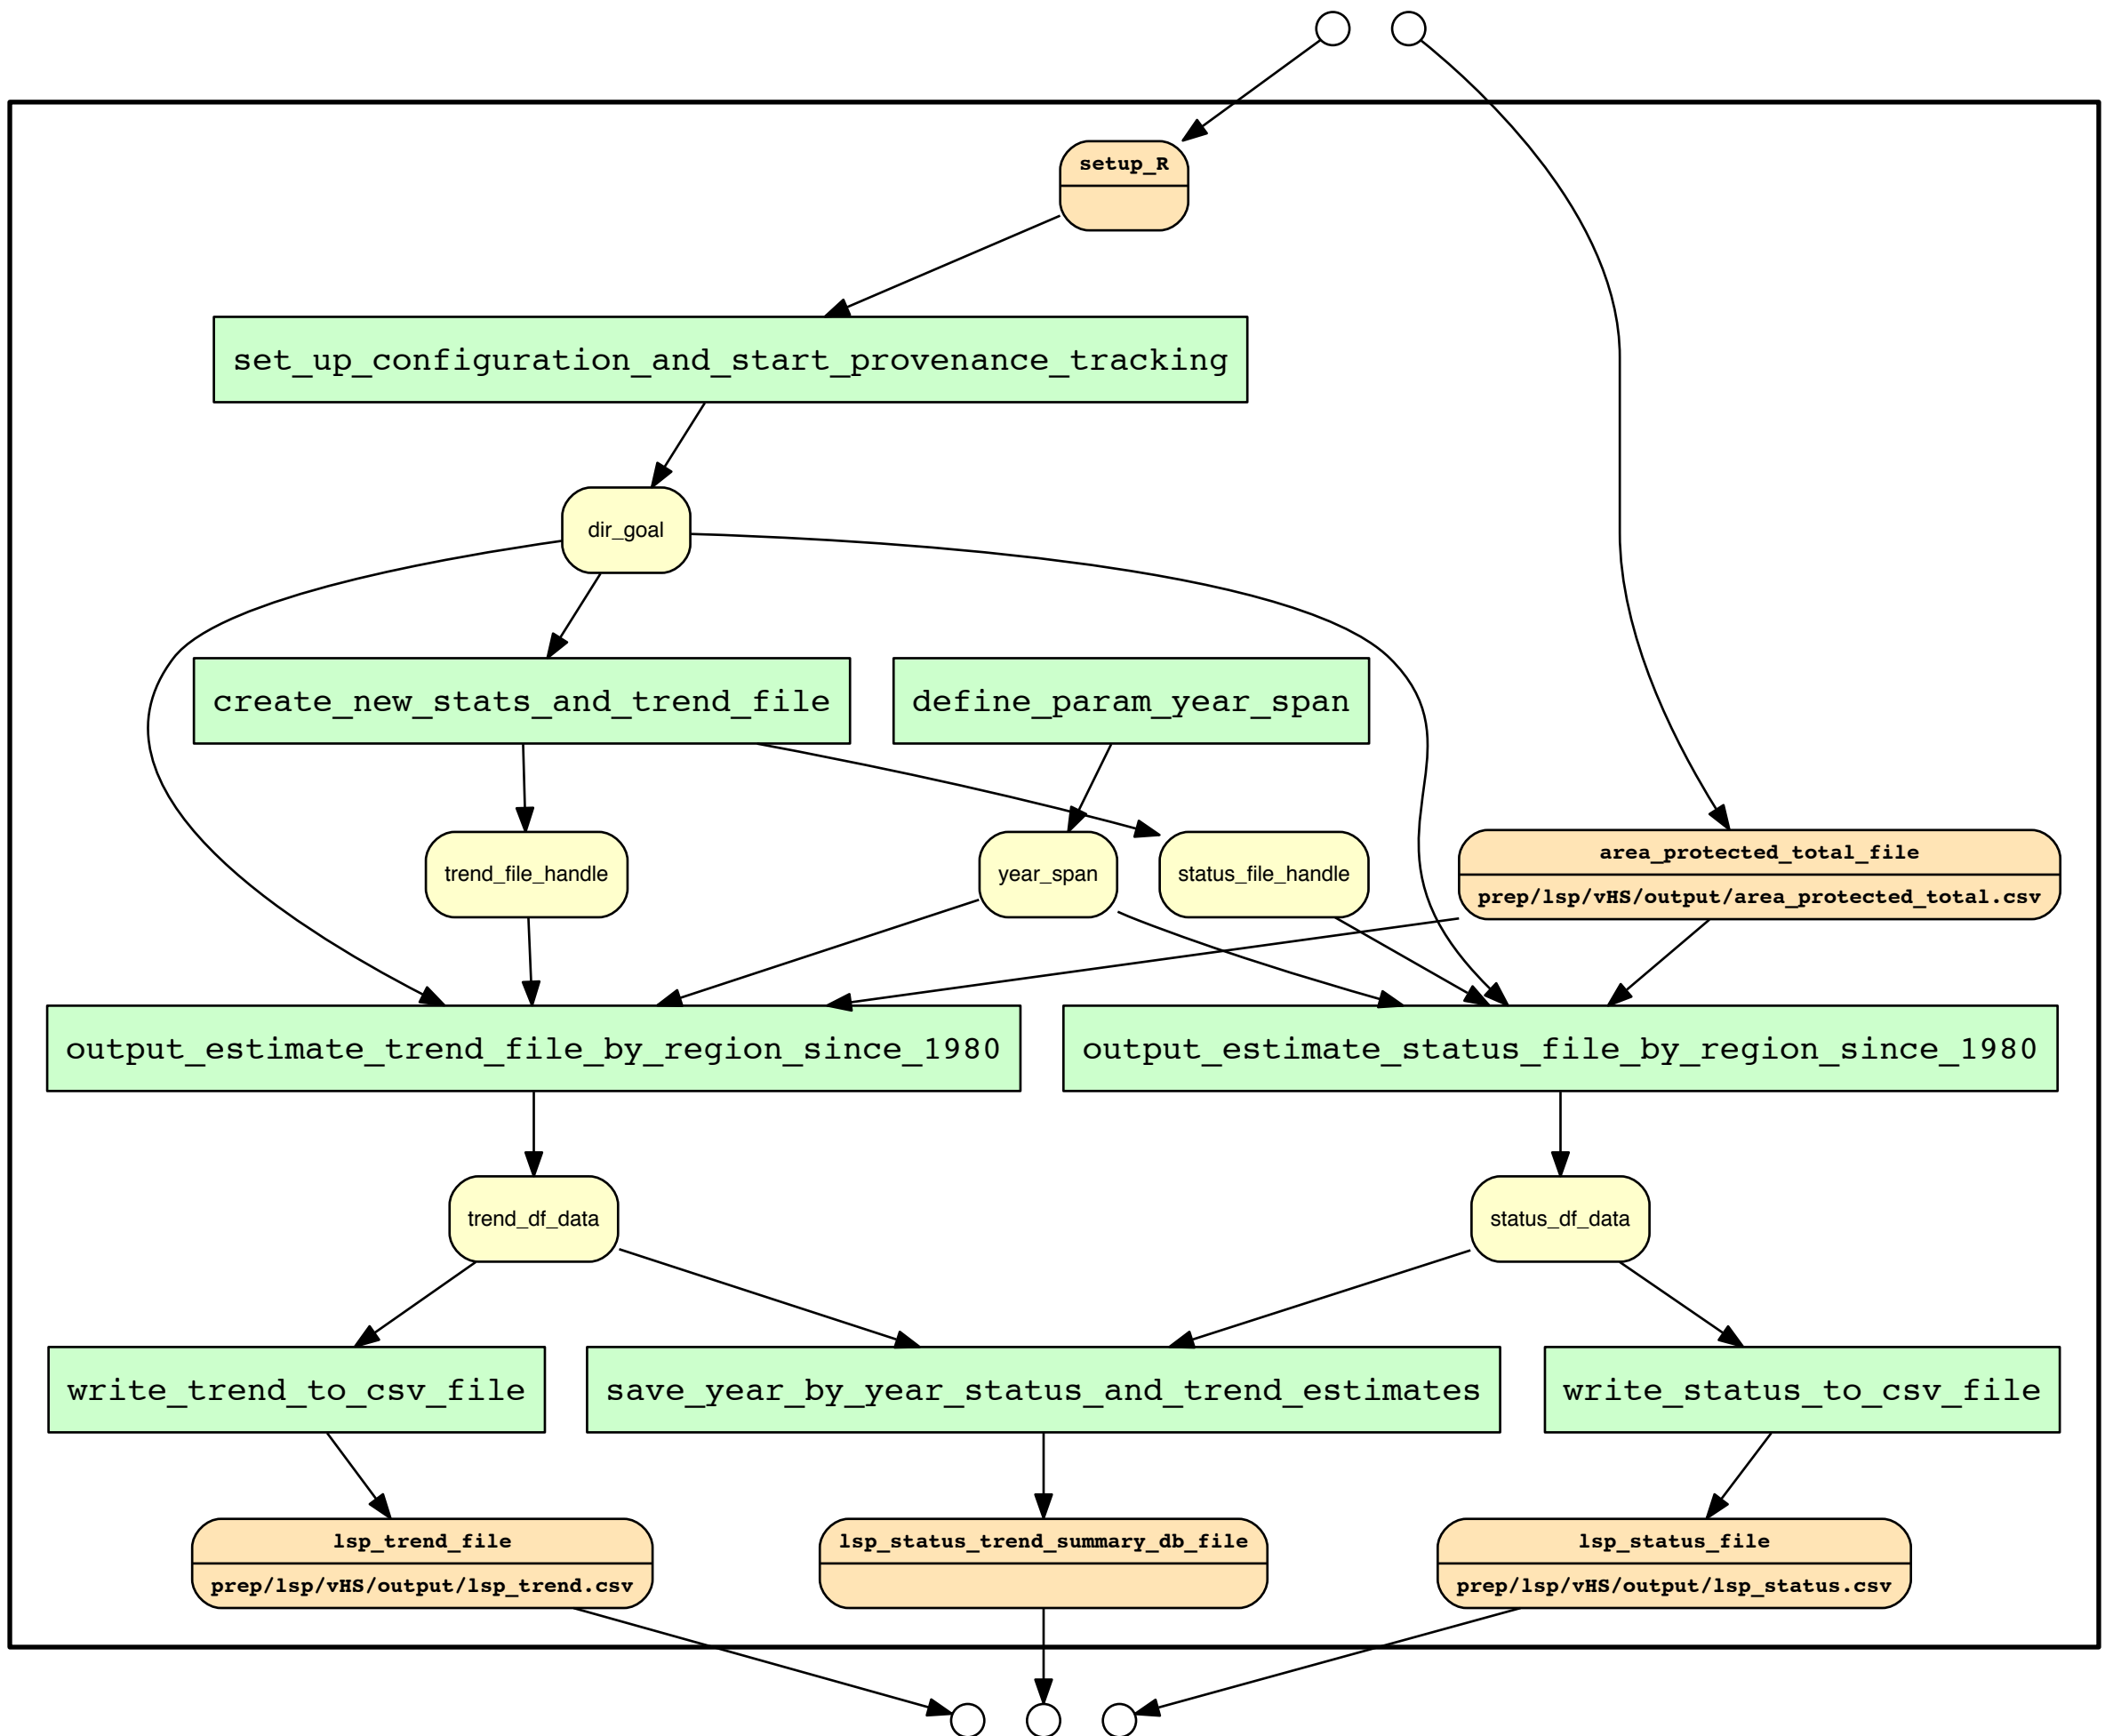 setup_R
set_up_configuration_and_start_provenance_tracking
dir_goal
create_new_stats_and_trend_file
define_param_year_span
trend_file_handle
year_span
status_file_handle
area_protected_total_file
prep/lsp/vHS/output/area_protected_total.csv
output_estimate_trend_file_by_region_since_1980
output_estimate_status_file_by_region_since_1980
trend_df_data
status_df_data
write_trend_to_csv_file
save_year_by_year_status_and_trend_estimates
write_status_to_csv_file
lsp_trend_file
prep/lsp/vHS/output/lsp_trend.csv
lsp_status_trend_summary_db_file
lsp_status_file
prep/lsp/vHS/output/lsp_status.csv